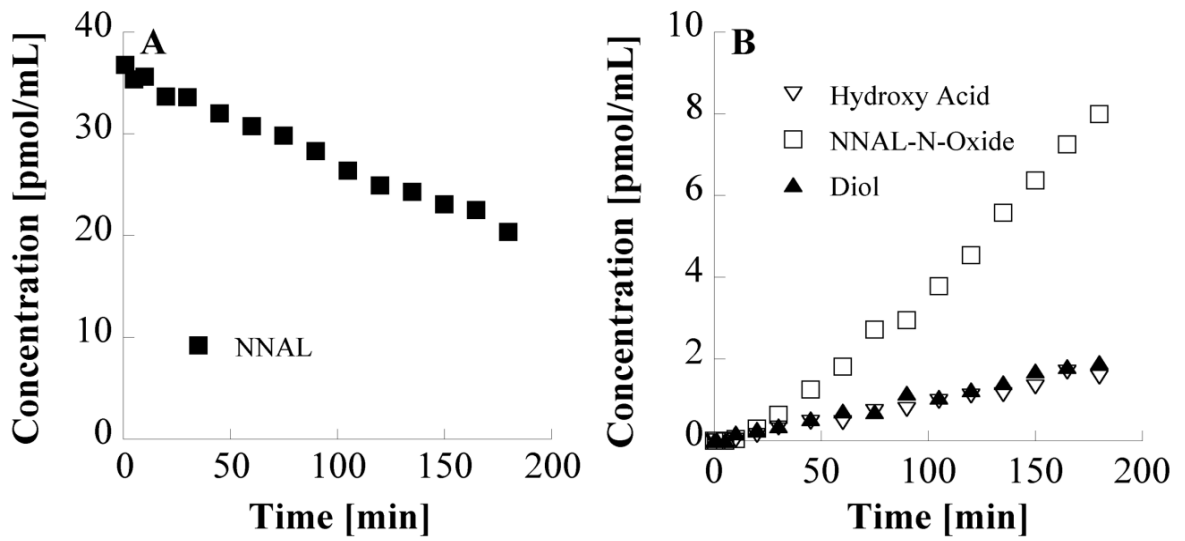 A
Concentration [pmol/mL]
40
30
20
10
0
NNAL
0 50 100 150 200
Time [min]
B
Concentration [pmol/mL]
10
8
6
4
2
0
Hydroxy Acid
NNAL-N-Oxide
Diol
0 50 100 150 200
Time [min]